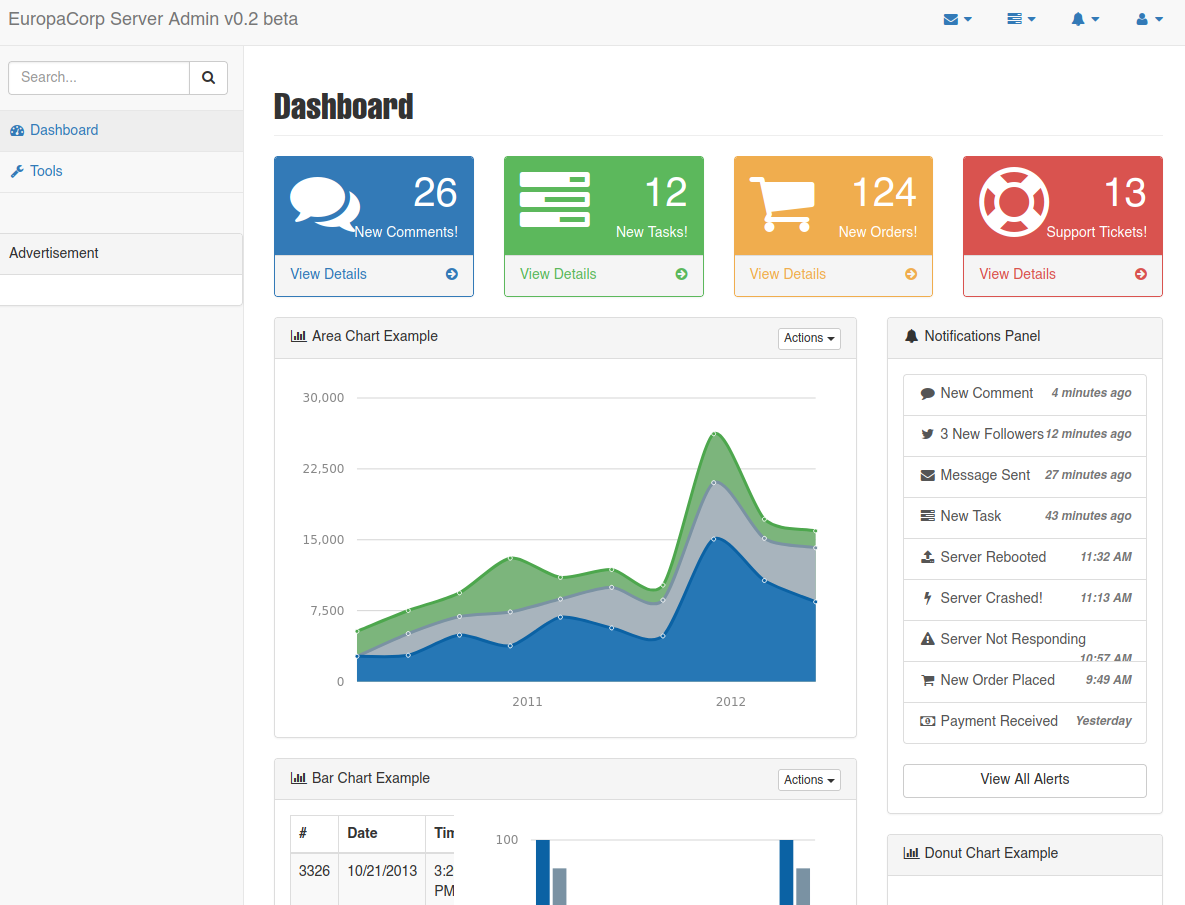 EuropaCorp Server Admin v0.2 beta
Search...
Dashboard
Tools
Advertisement
Dashboard
26
New Comments!
View Details
12
New Tasks!
View Details
124
New Orders!
View Details
13
Support Tickets!
View Details
Area Chart Example
Actions
30,000
22,500
15,000
7,500
0
2011
2012
Notifications Panel
New Comment 4 minutes ago
3 New Followers 12 minutes ago
Message Sent 27 minutes ago
New Task 43 minutes ago
Server Rebooted 11:32 AM
Server Crashed! 11:13 AM
Server Not Responding
10:57 AM
New Order Placed 9:49 AM
Payment Received Yesterday
View All Alerts
Bar Chart Example
Actions
# Date
3326 10/21/2013 3:2
PM
100
Donut Chart Example